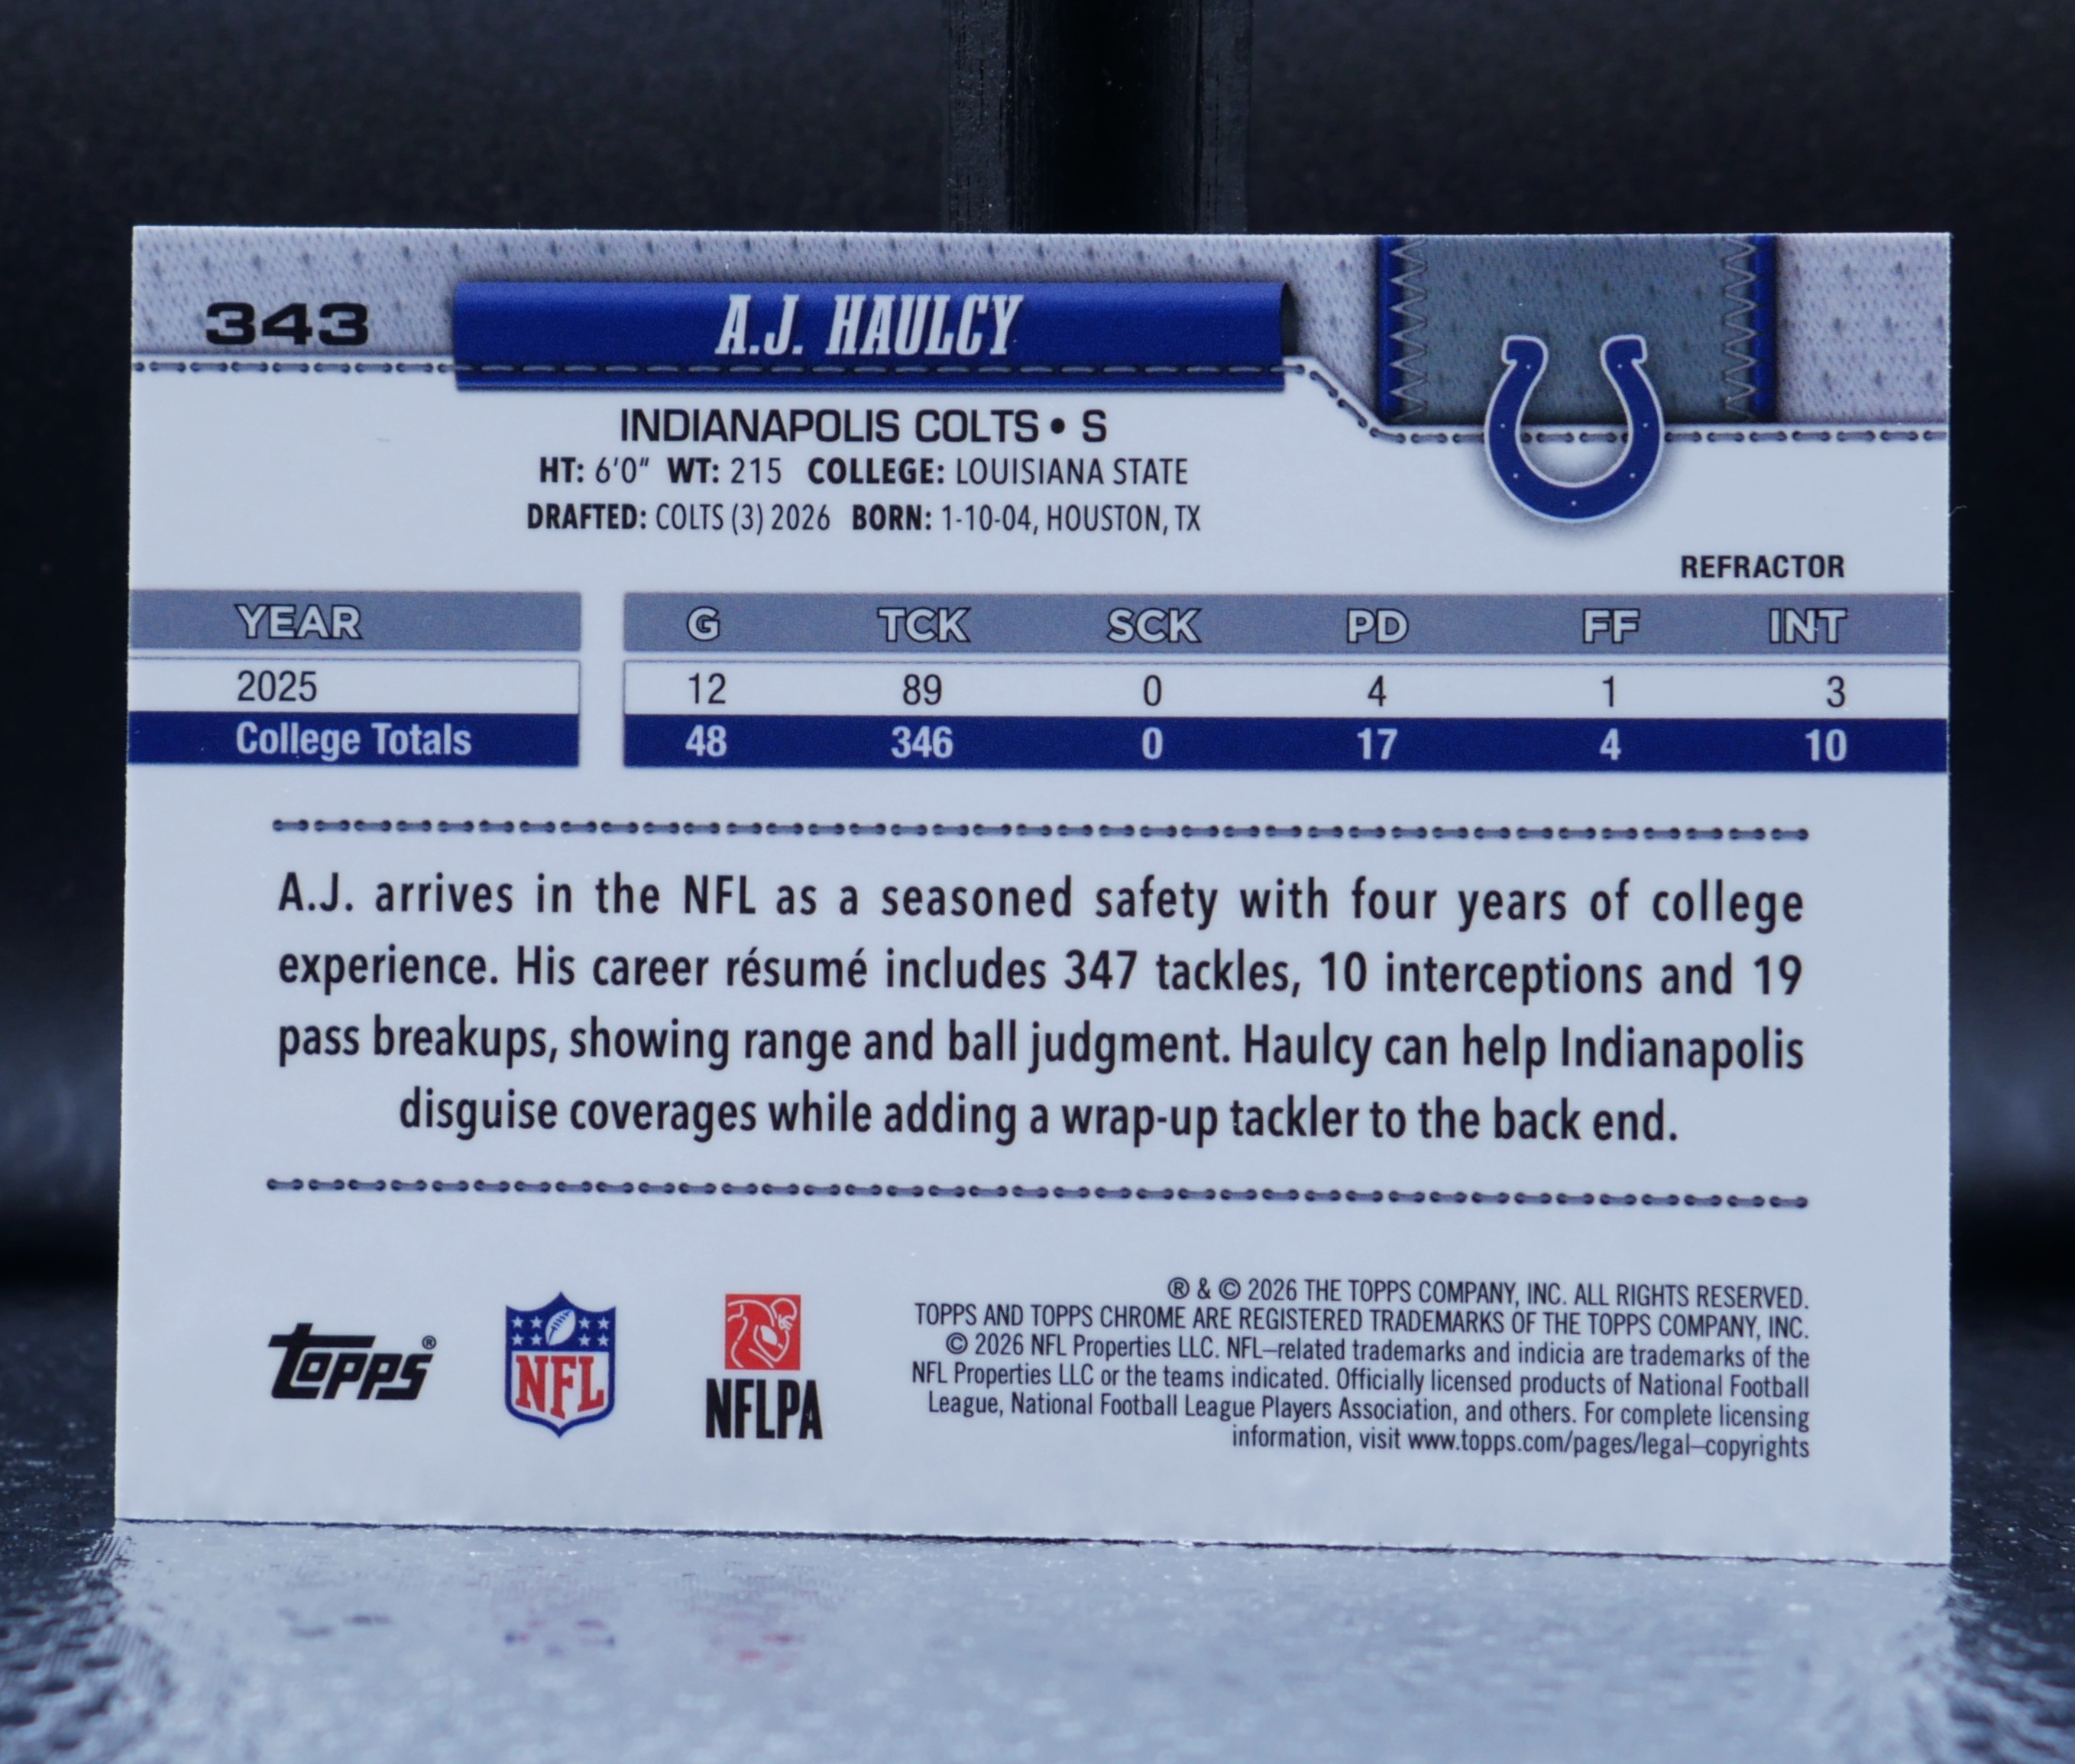 343
A.J. HAULCY
INDIANAPOLIS COLTS • S
HT: 6'0" WT: 215 COLLEGE: LOUISIANA STATE
DRAFTED: COLTS (3) 2026 BORN: 1-10-04, HOUSTON, TX
REFRACTOR
YEAR G TCK SCK PD FF INT
2025 12 89 0 4 1 3
College Totals 48 346 0 17 4 10
A.J. arrives in the NFL as a seasoned safety with four years of college
experience. His career résumé includes 347 tackles, 10 interceptions and 19
pass breakups, showing range and ball judgment. Haulcy can help Indianapolis
disguise coverages while adding a wrap-up tackler to the back end.
Topps®
NFL
NFLPA
® & © 2026 THE TOPPS COMPANY, INC. ALL RIGHTS RESERVED.
TOPPS AND TOPPS CHROME ARE REGISTERED TRADEMARKS OF THE TOPPS COMPANY, INC.
© 2026 NFL Properties LLC. NFL–related trademarks and indicia are trademarks of the
NFL Properties LLC or the teams indicated. Officially licensed products of National Football
League, National Football League Players Association, and others. For complete licensing
information, visit www.topps.com/pages/legal–copyrights